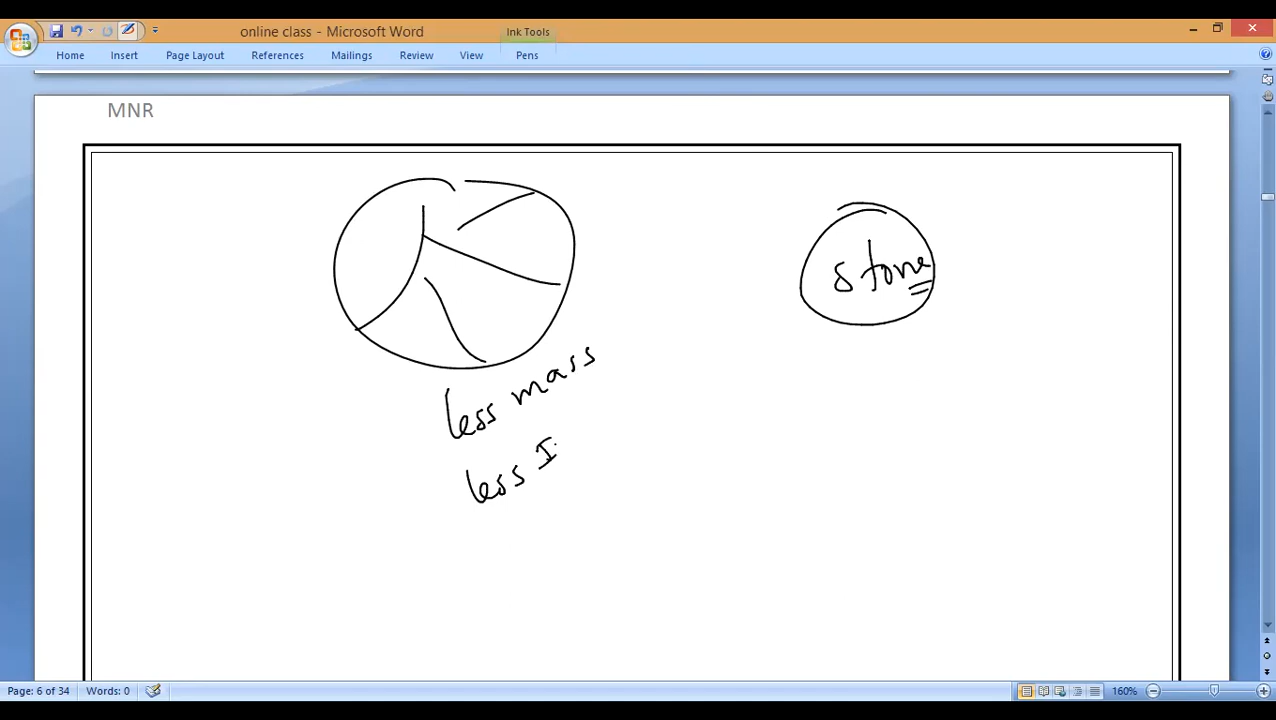 online class - Microsoft Word
Ink Tools
Home Insert Page Layout References Mailings Review View Pens
MNR
stone
less mass
less I
Page: 6 of 34 Words: 0 160%